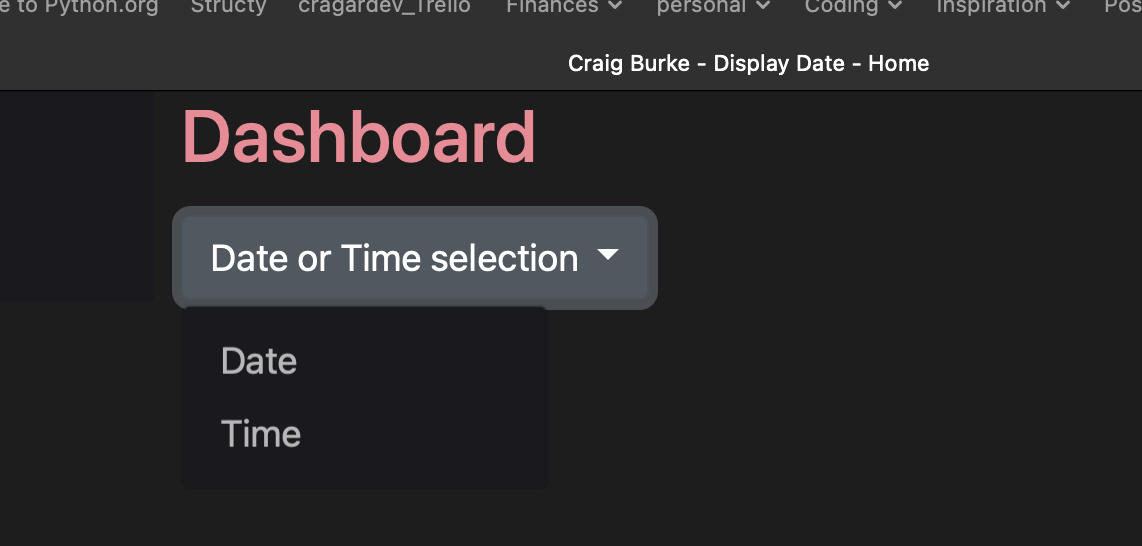 e to Python.org Structy cragardev_Trello Finances personal Coding Inspiration Pos
Craig Burke - Display Date - Home
Dashboard
Date or Time selection
Date
Time